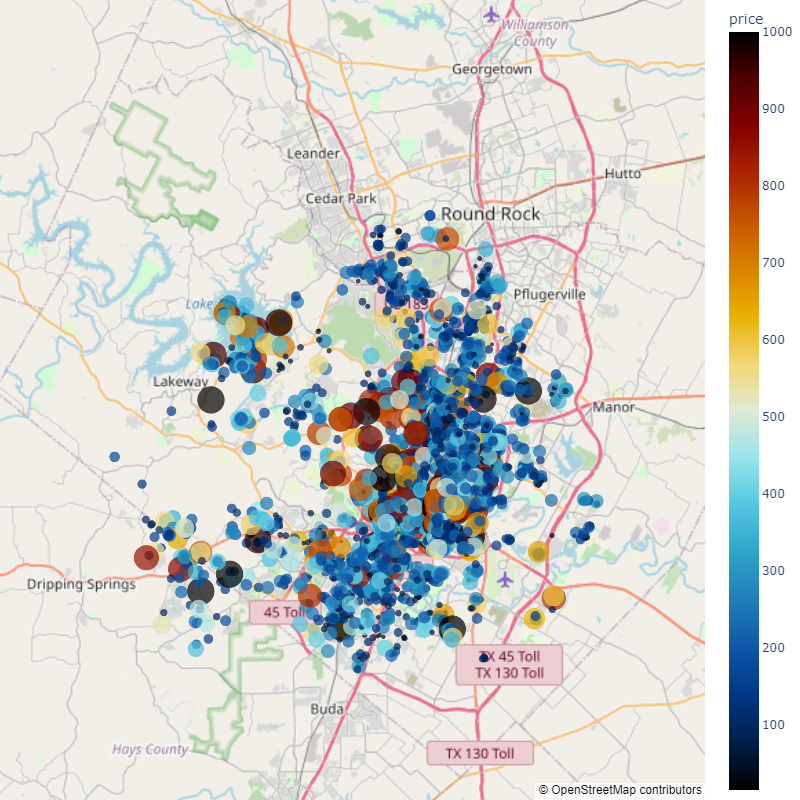 price
1000
900
800
700
600
500
400
300
200
100
Williamson
County
Georgetown
Leander
Hutto
Cedar Park
Round Rock
Lake
183
Pflugerville
Lakeway
Manor
Dripping Springs
45 Toll
TX 45 Toll
TX 130 Toll
Buda
Hays County
TX 130 Toll
© OpenStreetMap contributors